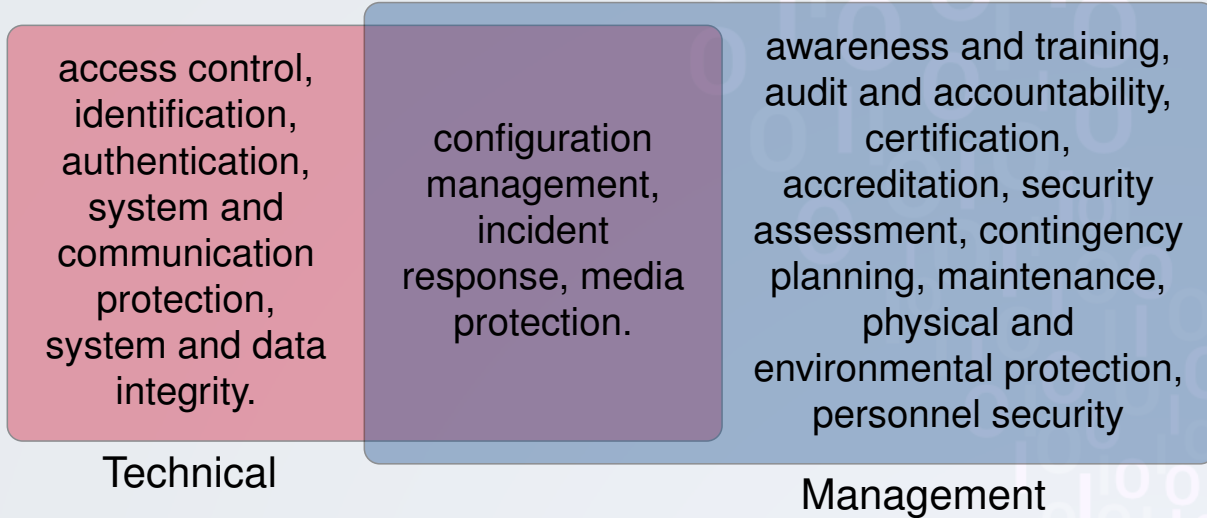 access control,
identification,
authentication,
system and
communication
protection,
system and data
integrity.
configuration
management,
incident
response, media
protection.
awareness and training,
audit and accountability,
certification,
accreditation, security
assessment, contingency
planning, maintenance,
physical and
environmental protection,
personnel security
Technical
Management